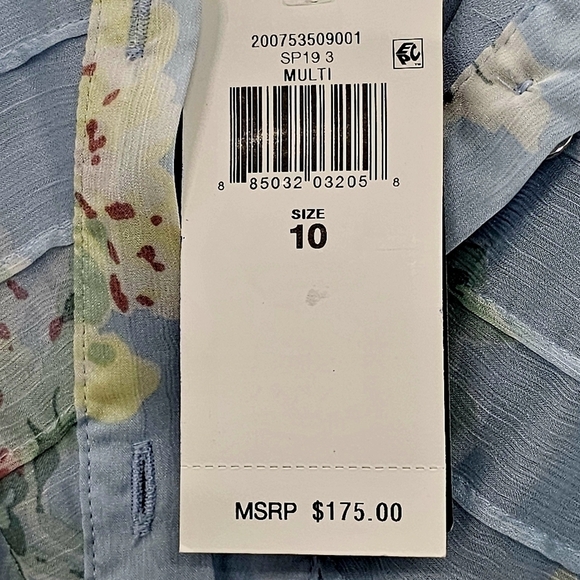 200753509001
SP19 3
MULTI
8 85032 03205 8
SIZE
10
MSRP $175.00